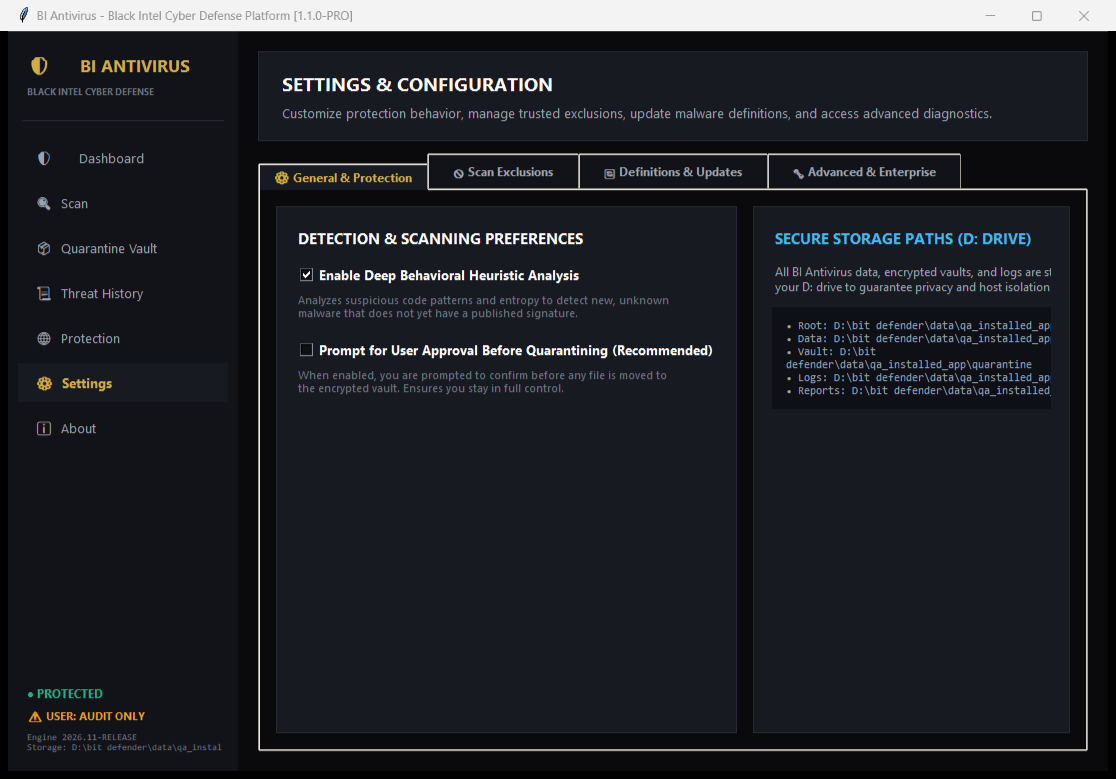 BI Antivirus - Black Intel Cyber Defense Platform [1.1.0-PRO]
BI ANTIVIRUS
BLACK INTEL CYBER DEFENSE
Dashboard
Scan
Quarantine Vault
Threat History
Protection
Settings
About
● PROTECTED
⚠ USER: AUDIT ONLY
Engine 2026.11-RELEASE
Storage: D:\bit defender\data\qa_instal
SETTINGS & CONFIGURATION
Customize protection behavior, manage trusted exclusions, update malware definitions, and access advanced diagnostics.
General & Protection
Scan Exclusions
Definitions & Updates
Advanced & Enterprise
DETECTION & SCANNING PREFERENCES
Enable Deep Behavioral Heuristic Analysis
Analyzes suspicious code patterns and entropy to detect new, unknown
malware that does not yet have a published signature.
Prompt for User Approval Before Quarantining (Recommended)
When enabled, you are prompted to confirm before any file is moved to
the encrypted vault. Ensures you stay in full control.
SECURE STORAGE PATHS (D: DRIVE)
All BI Antivirus data, encrypted vaults, and logs are st
your D: drive to guarantee privacy and host isolation
• Root: D:\bit defender\data\qa_installed_ap
• Data: D:\bit defender\data\qa_installed_ap
• Vault: D:\bit
defender\data\qa_installed_app\quarantine
• Logs: D:\bit defender\data\qa_installed_ap
• Reports: D:\bit defender\data\qa_installed_